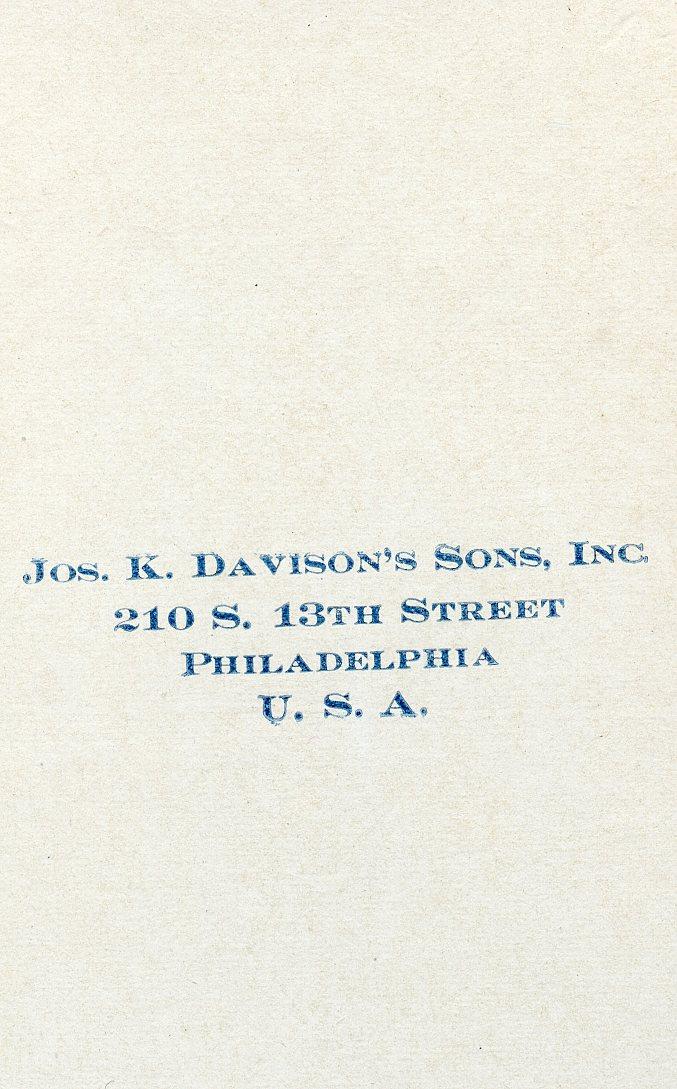 Jos. K. Davison's Sons, Inc.
210 S. 13th Street
Philadelphia
U. S. A.